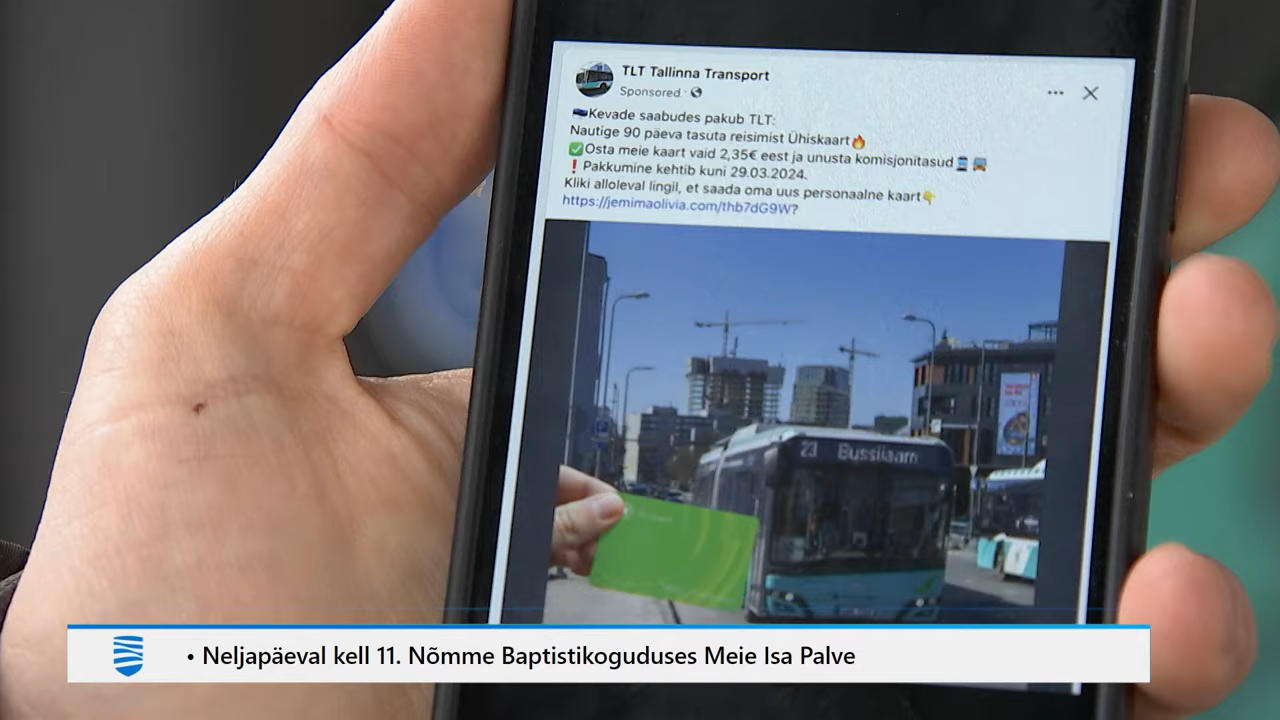 TLT Tallinna Transport
Sponsored ·
Kevade saabudes pakub TLT:
Nautige 90 päeva tasuta reisimist Ühiskaart🔥
✅Osta meie kaart vaid 2,35€ eest ja unusta komisjonitasud
❗Pakkumine kehtib kuni 29.03.2024.
Kliki alloleval lingil, et saada oma uus personaalne kaart👇
https://jemimaolivia.com/thb7dG9W?
23 Bussijaam
• Neljapäeval kell 11. Nõmme Baptistikoguduses Meie Isa Palve